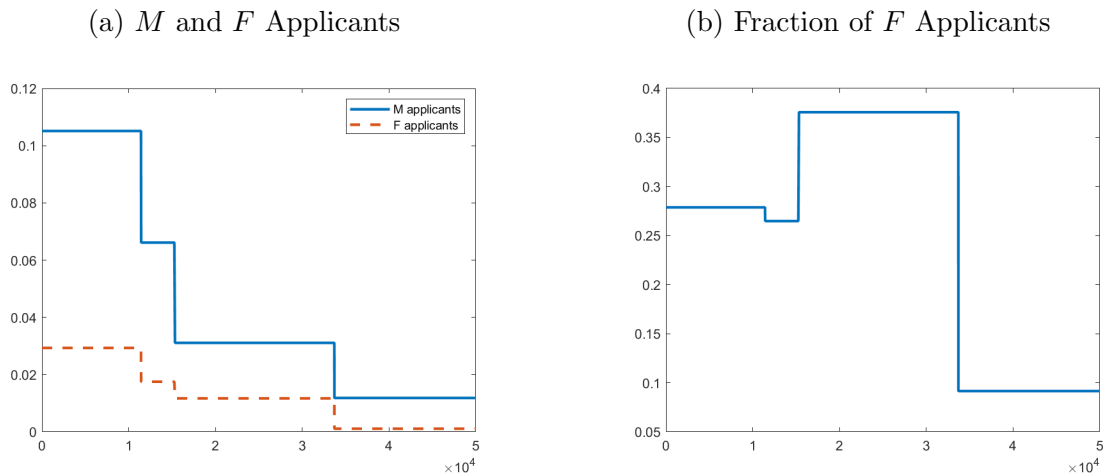 (a) M and F Applicants
0.12
0.1
0.08
0.06
0.04
0.02
0
M applicants
F applicants
0 1 2 3 4 5
×10^4
(b) Fraction of F Applicants
0.4
0.35
0.3
0.25
0.2
0.15
0.1
0.05
0 1 2 3 4 5
×10^4